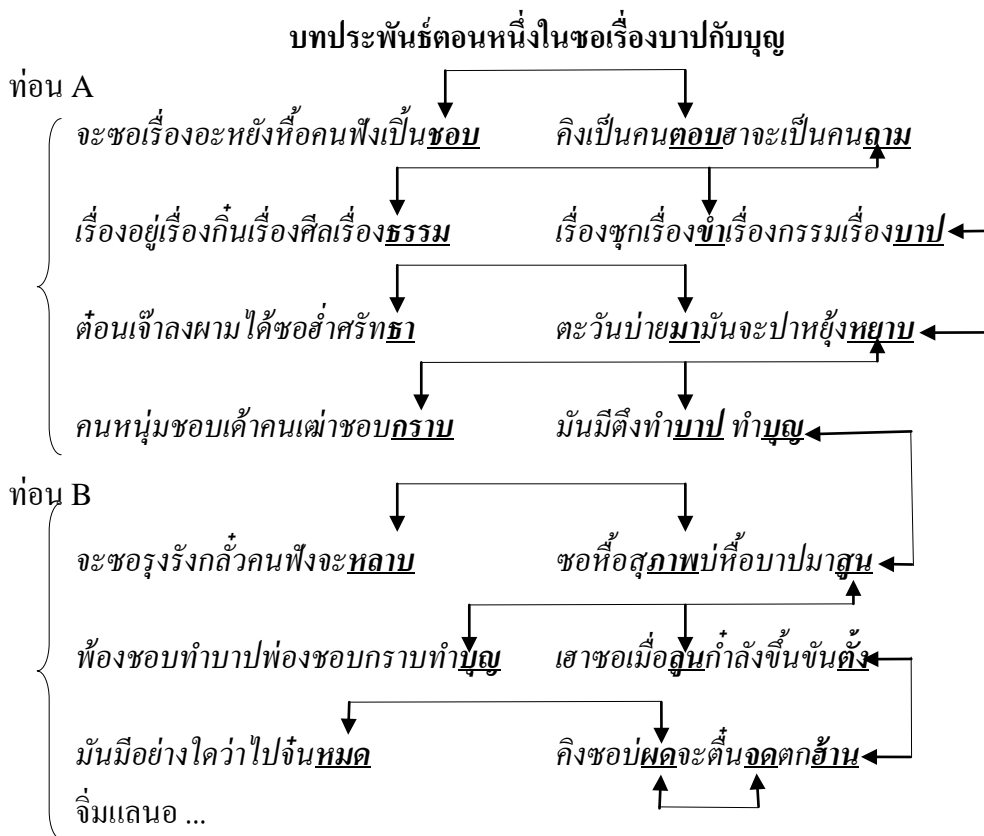 บทประพันธ์ตอนหนึ่งในซอเรื่องบาปกับบุญ
ท่อน A
จะซอเรื่องอะหยังหื้อคนฟังเปิ้นชอบ คิงเป็นคนตอบฮาจะเป็นคนถาม
เรื่องอยู่เรื่องกิ๋นเรื่องศีลเรื่องธรรม เรื่องซุกเรื่องขำเรื่องกรรมเรื่องบาป
ต๋อนเจ๊าลงผามได้ซอฮ่ำศรัทธา ตะวันบ่ายมามันจะปาหยุ้งหยาบ
คนหนุ่มชอบเด้าคนเฒ่าชอบกราบ มันมีตึงทำบาป ทำบุญ
ท่อน B
จะซอรุงรังกลั๋วคนฟังจะหลาบ ซอหื้อสุภาพบ่หื้อบาปมาสูน
พ้องชอบทำบาปพ่องชอบกราบทำบุญ เฮาซอเมื่อลูนก๋ำลังขึ้นขันตั้ง
มันมีอย่างใดว่าไปจ๋นหมด คิงซอบ่ผดจะตื่นจดตกฮ้าน
จิ่มแลนอ ...